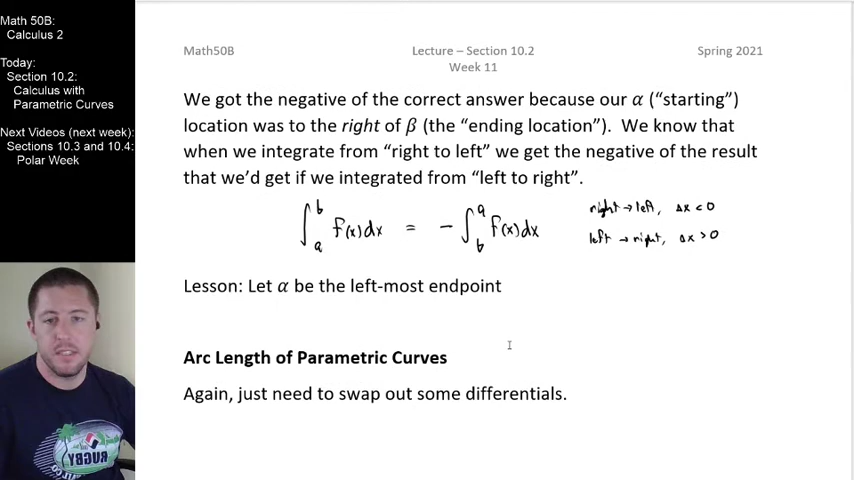 Math 50B:
Calculus 2
Today:
Section 10.2:
Calculus with
Parametric Curves
Next Videos (next week):
Sections 10.3 and 10.4:
Polar Week
Math50B
Lecture – Section 10.2
Spring 2021
Week 11
We got the negative of the correct answer because our α (“starting”)
location was to the right of β (the “ending location”). We know that
when we integrate from “right to left” we get the negative of the result
that we’d get if we integrated from “left to right”.
∫_a^b f(x)dx = - ∫_b^a f(x)dx
right → left, Δx < 0
left → right, Δx > 0
Lesson: Let α be the left-most endpoint
Arc Length of Parametric Curves
Again, just need to swap out some differentials.
RUGBY